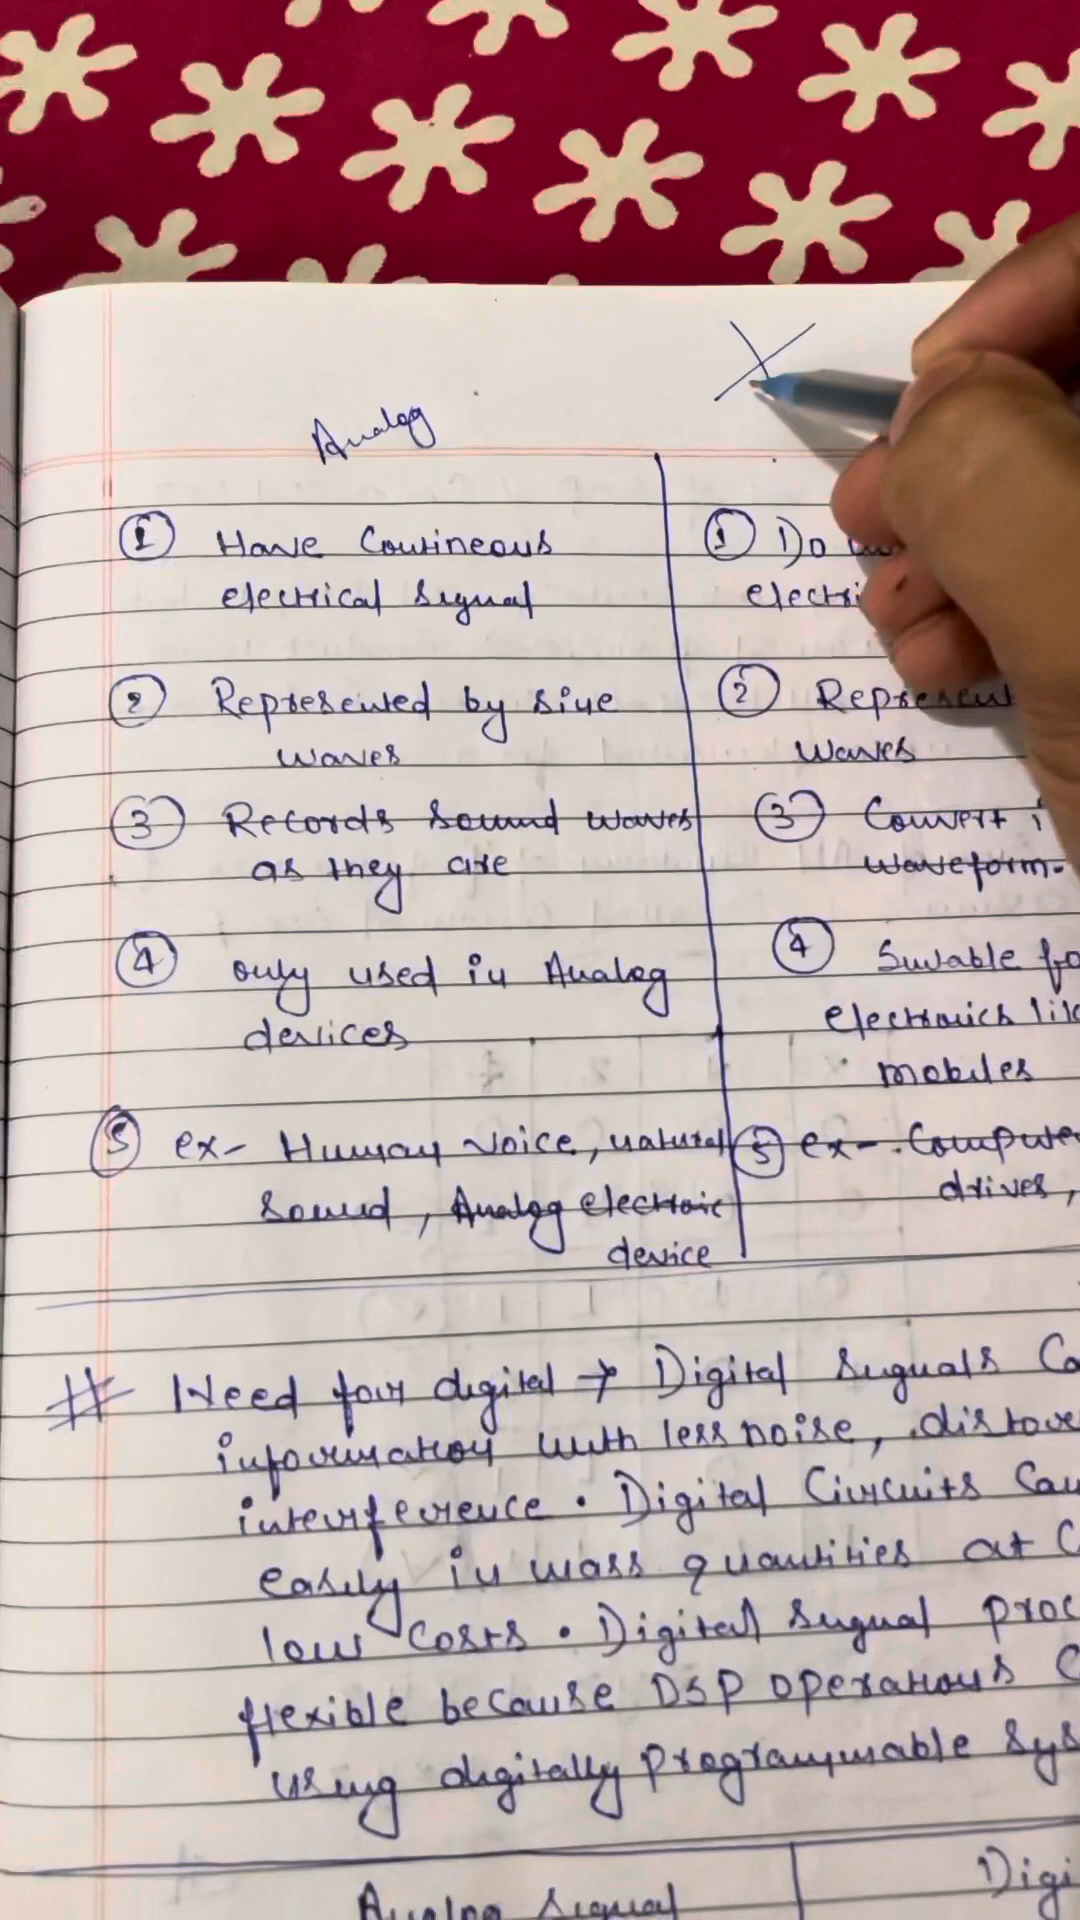 Analog
① Have Contineous
electrical signal
② Represented by sine
waves
③ Records sound waves
as they are
④ only used in Analog
devices
⑤ ex- Human voice, natural
sound, Analog electronic
device
① Do
electri
② Represent
waves
③ Convert i
waveform.
④ Suitable fo
electronics lik
mobiles
⑤ ex- Compute
drives,
# Need for digital → Digital signals Ca
information with less noise, distore
interference. Digital Circuits Can
easily in mass quantities at C
low costs. Digital signal proc
flexible because DSP operations C
using digitally programmable sys
Analog signal
Digi